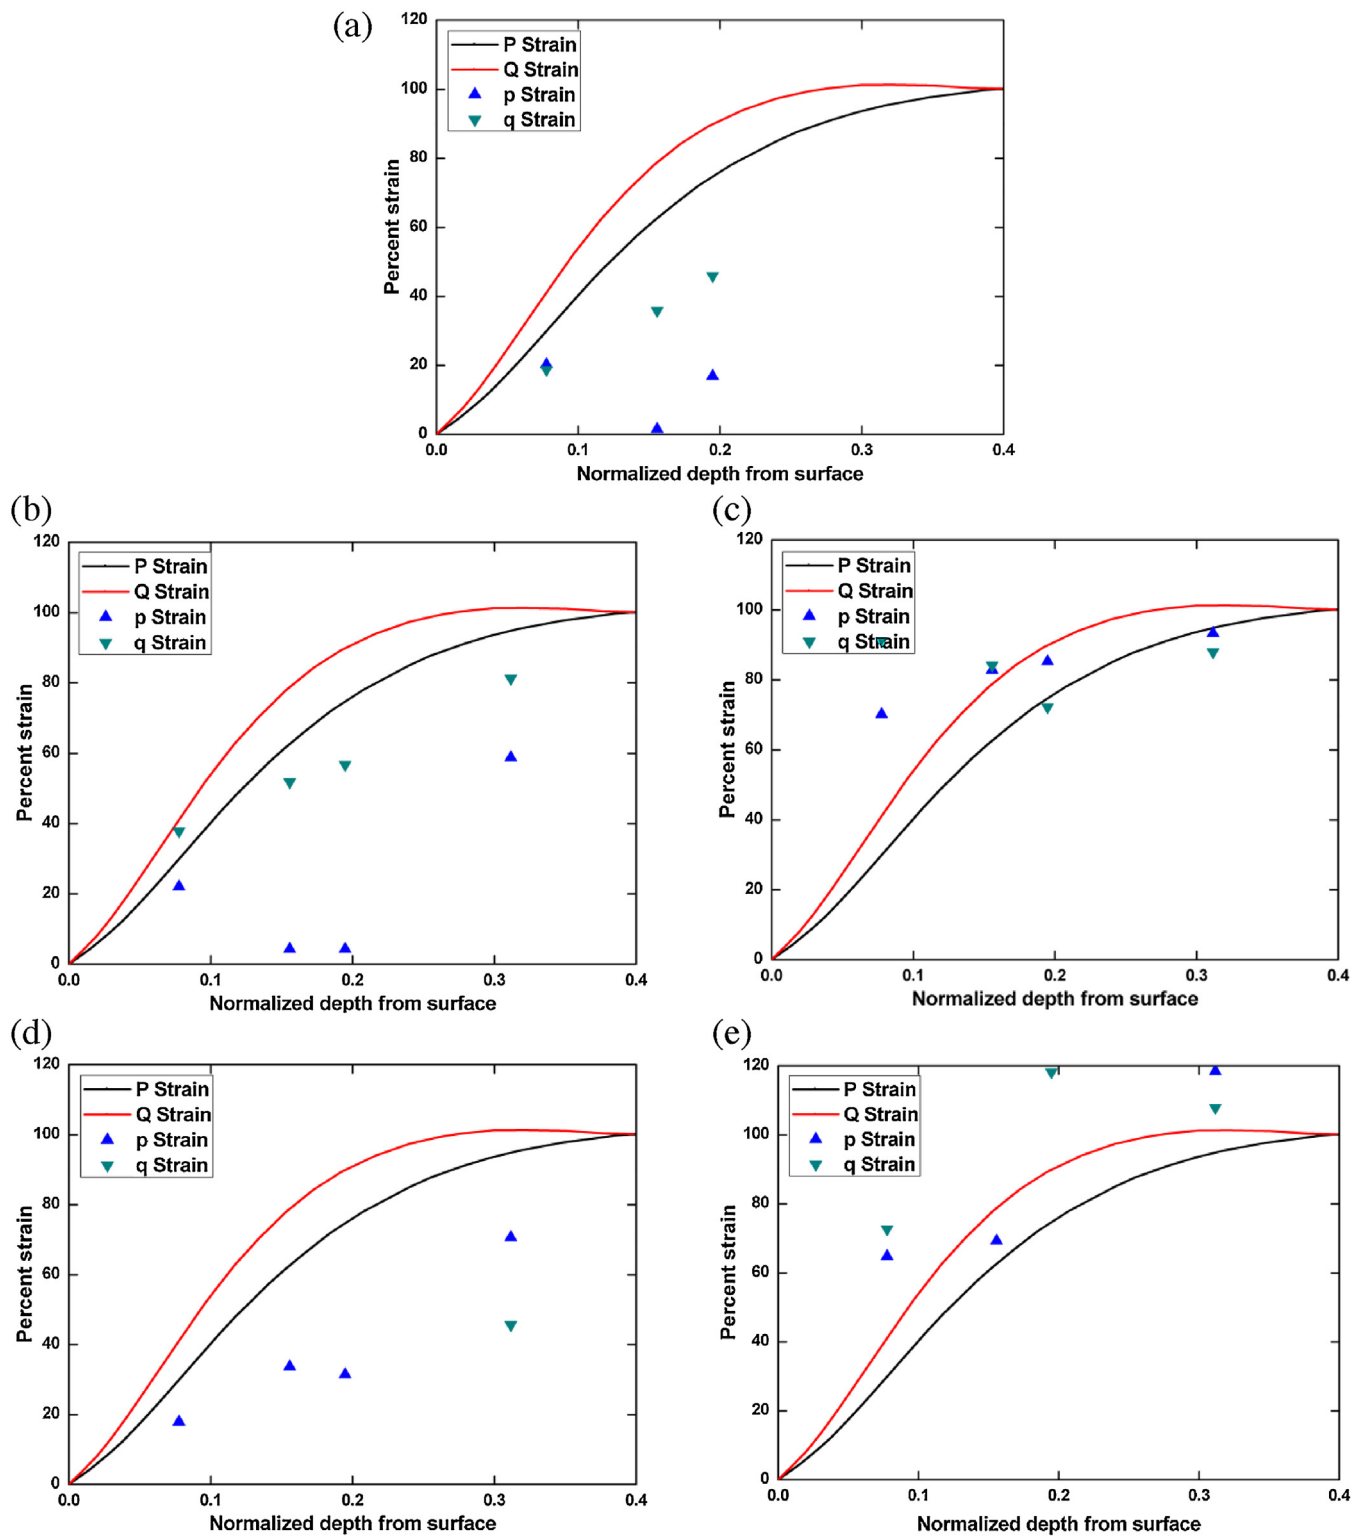 (a)
120
100
80
60
40
20
0
Percent strain
P Strain
Q Strain
p Strain
q Strain
0.0 0.1 0.2 0.3 0.4
Normalized depth from surface
(b)
120
100
80
60
40
20
0
Percent strain
P Strain
Q Strain
p Strain
q Strain
0.0 0.1 0.2 0.3 0.4
Normalized depth from surface
(c)
120
100
80
60
40
20
0
Percent strain
P Strain
Q Strain
p Strain
q Strain
0.0 0.1 0.2 0.3 0.4
Normalized depth from surface
(d)
120
100
80
60
40
20
0
Percent strain
P Strain
Q Strain
p Strain
q Strain
0.0 0.1 0.2 0.3 0.4
Normalized depth from surface
(e)
120
100
80
60
40
20
0
Percent strain
P Strain
Q Strain
p Strain
q Strain
0.0 0.1 0.2 0.3 0.4
Normalized depth from surface